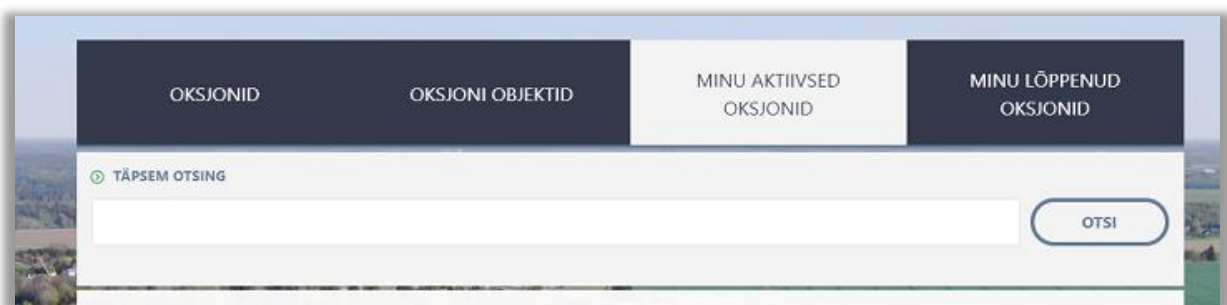 OKSJONID
OKSJONI OBJEKTID
MINU AKTIIVSED
OKSJONID
MINU LÕPPENUD
OKSJONID
TÄPSEM OTSING
OTSI